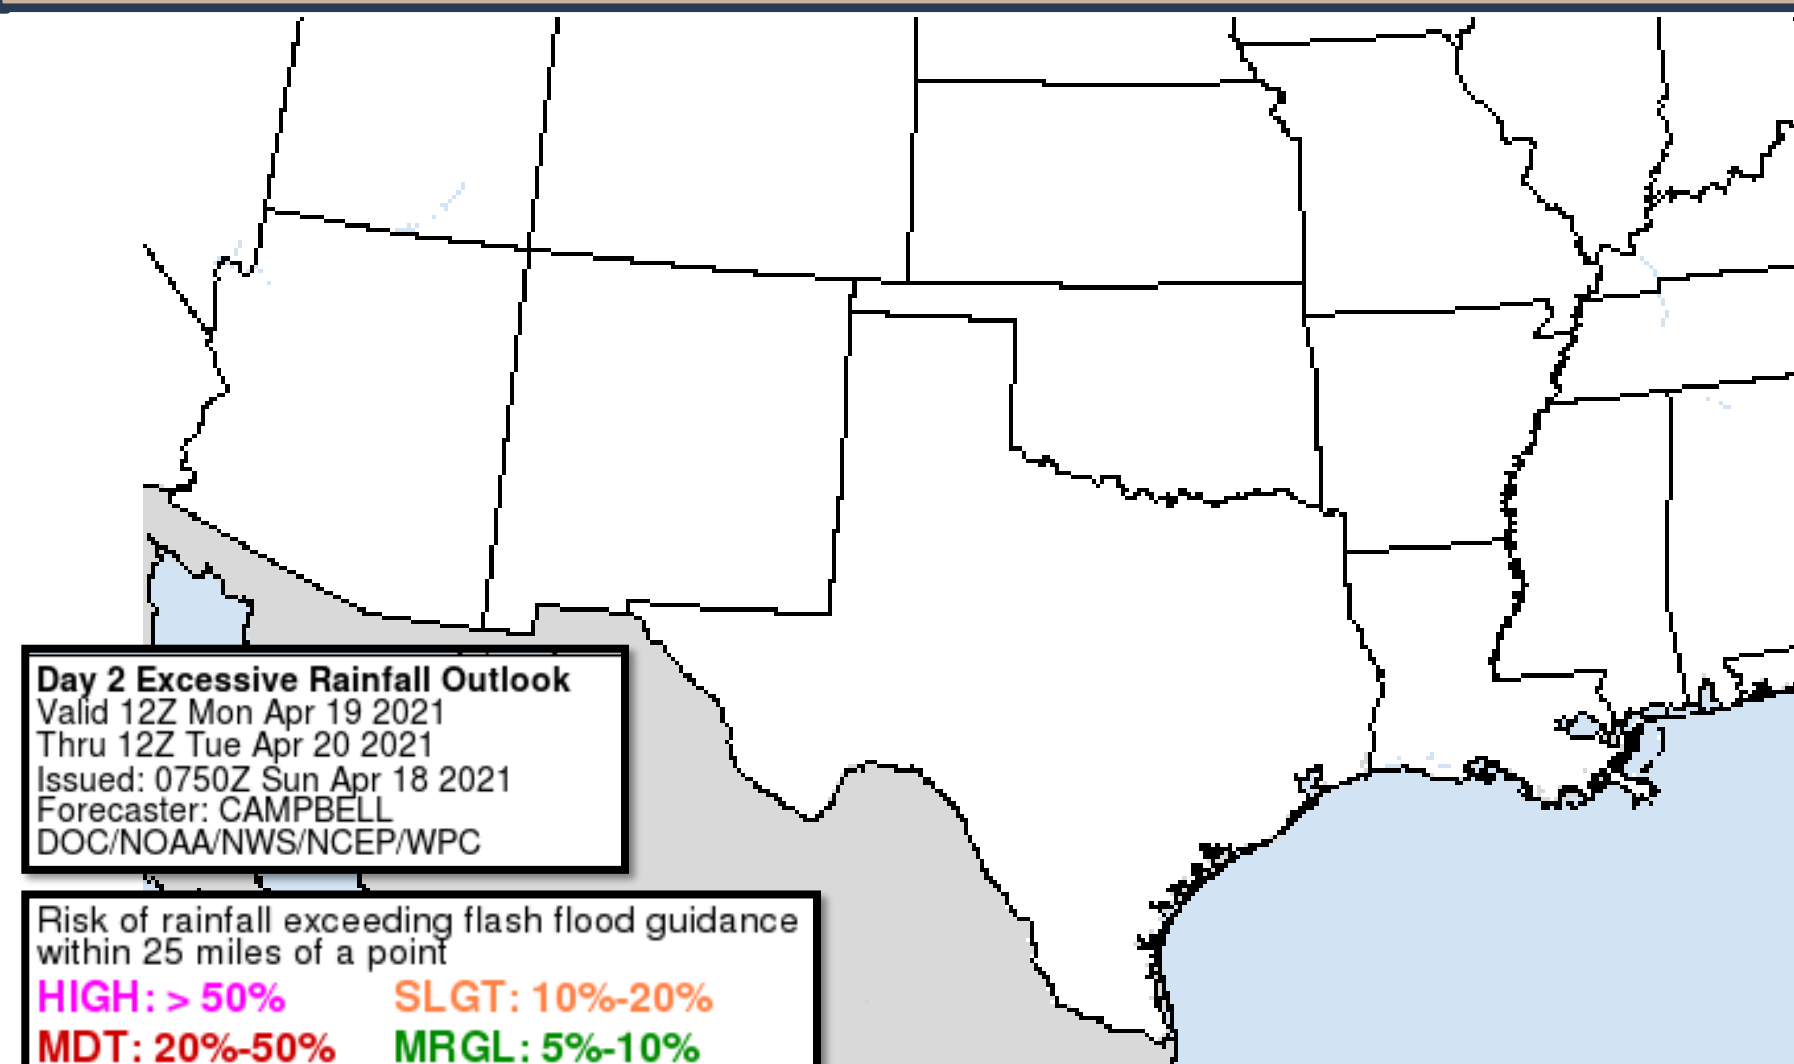 Day 2 Excessive Rainfall Outlook
Valid 12Z Mon Apr 19 2021
Thru 12Z Tue Apr 20 2021
Issued: 0750Z Sun Apr 18 2021
Forecaster: CAMPBELL
DOC/NOAA/NWS/NCEP/WPC
Risk of rainfall exceeding flash flood guidance
within 25 miles of a point
HIGH: > 50% SLGT: 10%-20%
MDT: 20%-50% MRGL: 5%-10%